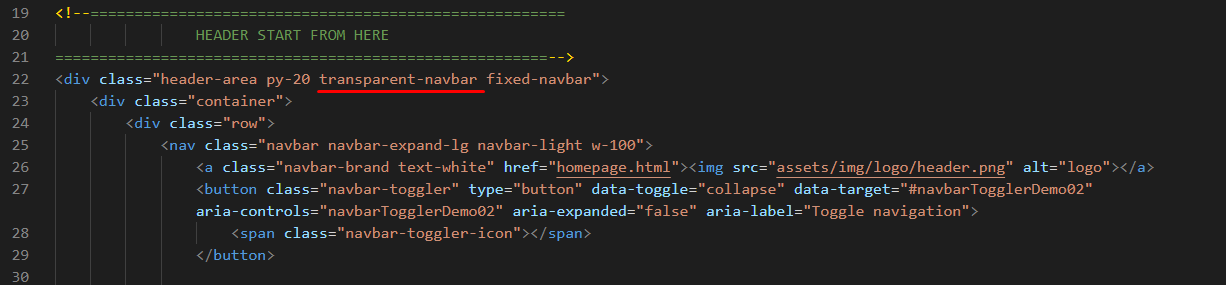 19 <!--======================================================
20 HEADER START FROM HERE
21 ========================================================-->
22 <div class="header-area py-20 transparent-navbar fixed-navbar">
23 <div class="container">
24 <div class="row">
25 <nav class="navbar navbar-expand-lg navbar-light w-100">
26 <a class="navbar-brand text-white" href="homepage.html"><img src="assets/img/logo/header.png" alt="logo"></a>
27 <button class="navbar-toggler" type="button" data-toggle="collapse" data-target="#navbarTogglerDemo02"
aria-controls="navbarTogglerDemo02" aria-expanded="false" aria-label="Toggle navigation">
28 <span class="navbar-toggler-icon"></span>
29 </button>
30